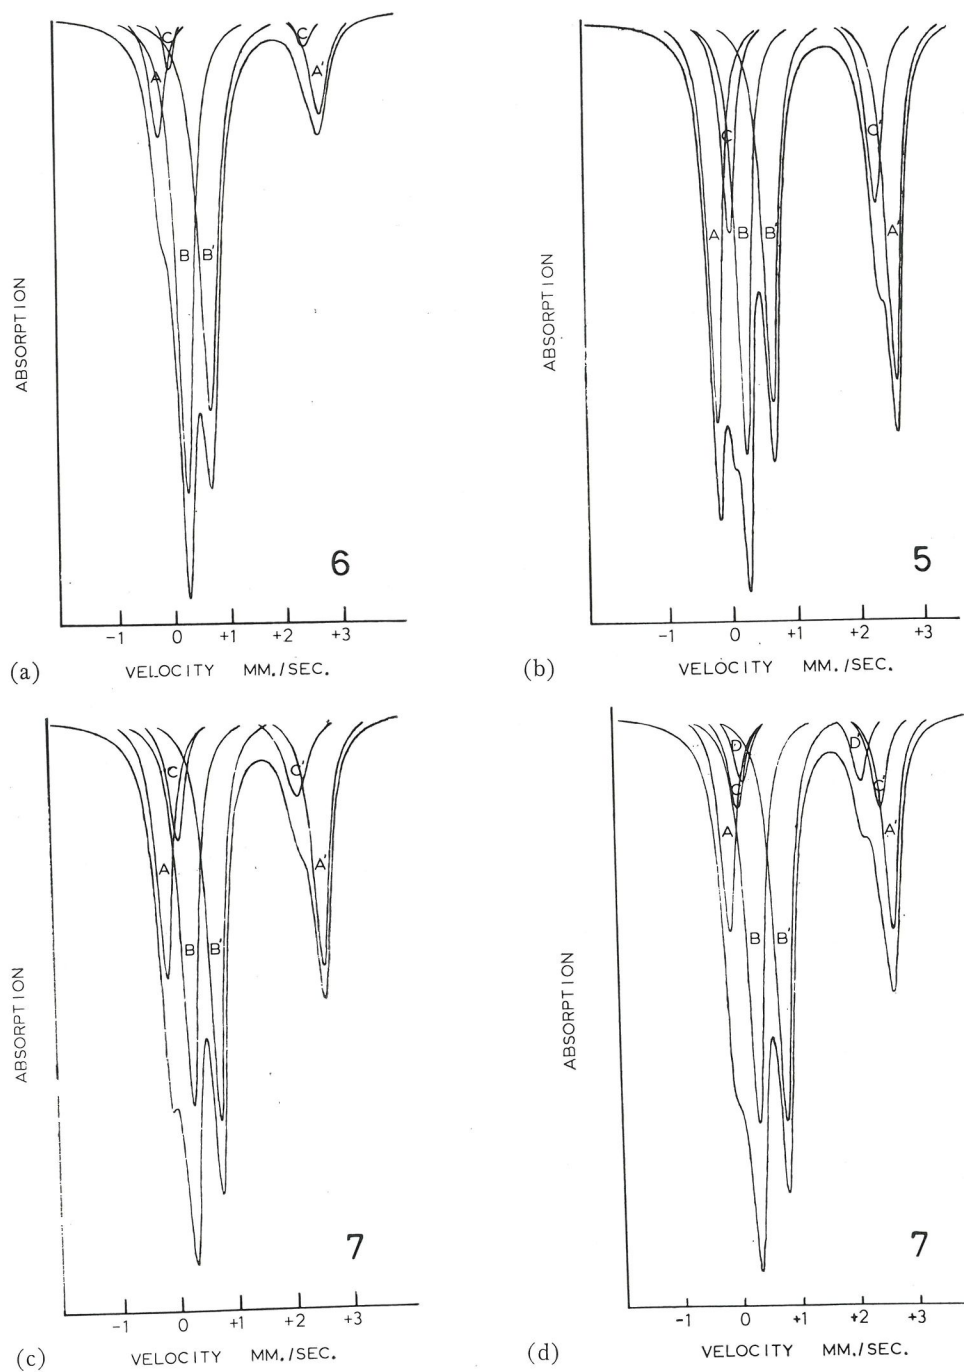 C
C
A
A'
B
B'
ABSORPTION
6
-1
0
+1
+2
+3
(a)
VELOCITY MM./SEC.
C
C'
A
B
B'
A'
ABSORPTION
5
-1
0
+1
+2
+3
(b)
VELOCITY MM./SEC.
C
C'
A
A'
B
B'
ABSORPTION
7
-1
0
+1
+2
+3
(c)
VELOCITY MM./SEC.
D
D'
C
C'
A
A'
B
B'
ABSORPTION
7
-1
0
+1
+2
+3
(d)
VELOCITY MM./SEC.